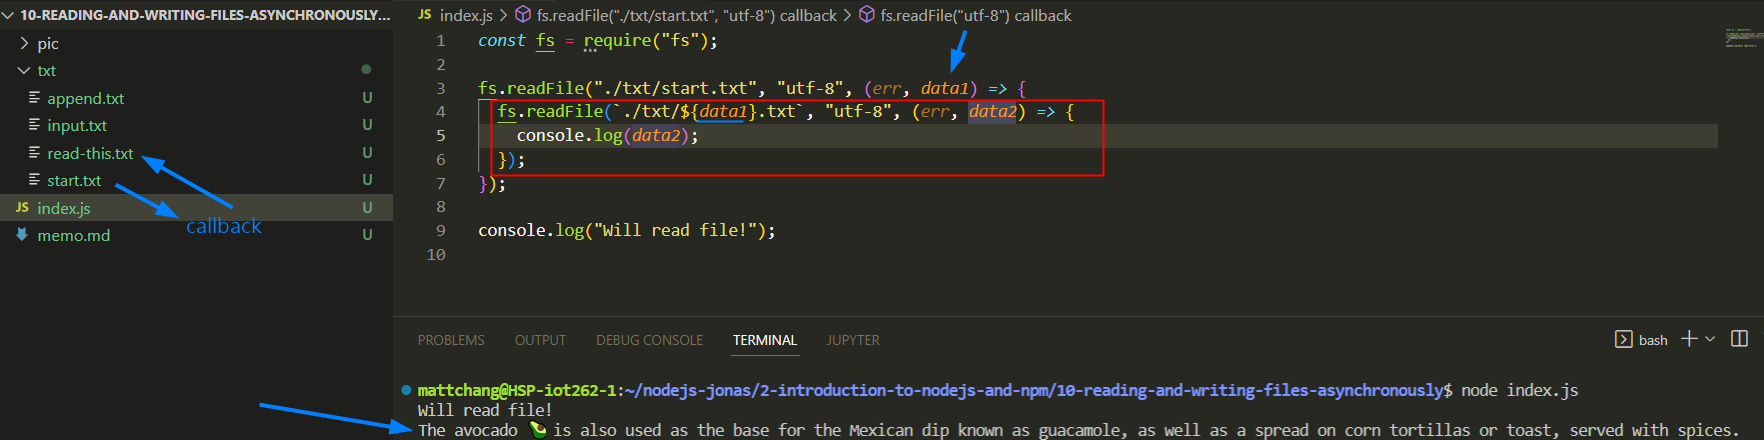 10-READING-AND-WRITING-FILES-ASYNCHRONOUSLY...
pic
txt
append.txt U
input.txt U
read-this.txt U
start.txt U
JS index.js U
memo.md U
callback
JS index.js > fs.readFile("./txt/start.txt", "utf-8") callback > fs.readFile("utf-8") callback
1 const fs = require("fs");
2
3 fs.readFile("./txt/start.txt", "utf-8", (err, data1) => {
4 fs.readFile(`./txt/${data1}.txt`, "utf-8", (err, data2) => {
5 console.log(data2);
6 });
7 });
8
9 console.log("Will read file!");
10
PROBLEMS OUTPUT DEBUG CONSOLE TERMINAL JUPYTER
bash
mattchang@HSP-iot262-1:~/nodejs-jonas/2-introduction-to-nodejs-and-npm/10-reading-and-writing-files-asynchronously$ node index.js
Will read file!
The avocado 🥑 is also used as the base for the Mexican dip known as guacamole, as well as a spread on corn tortillas or toast, served with spices.